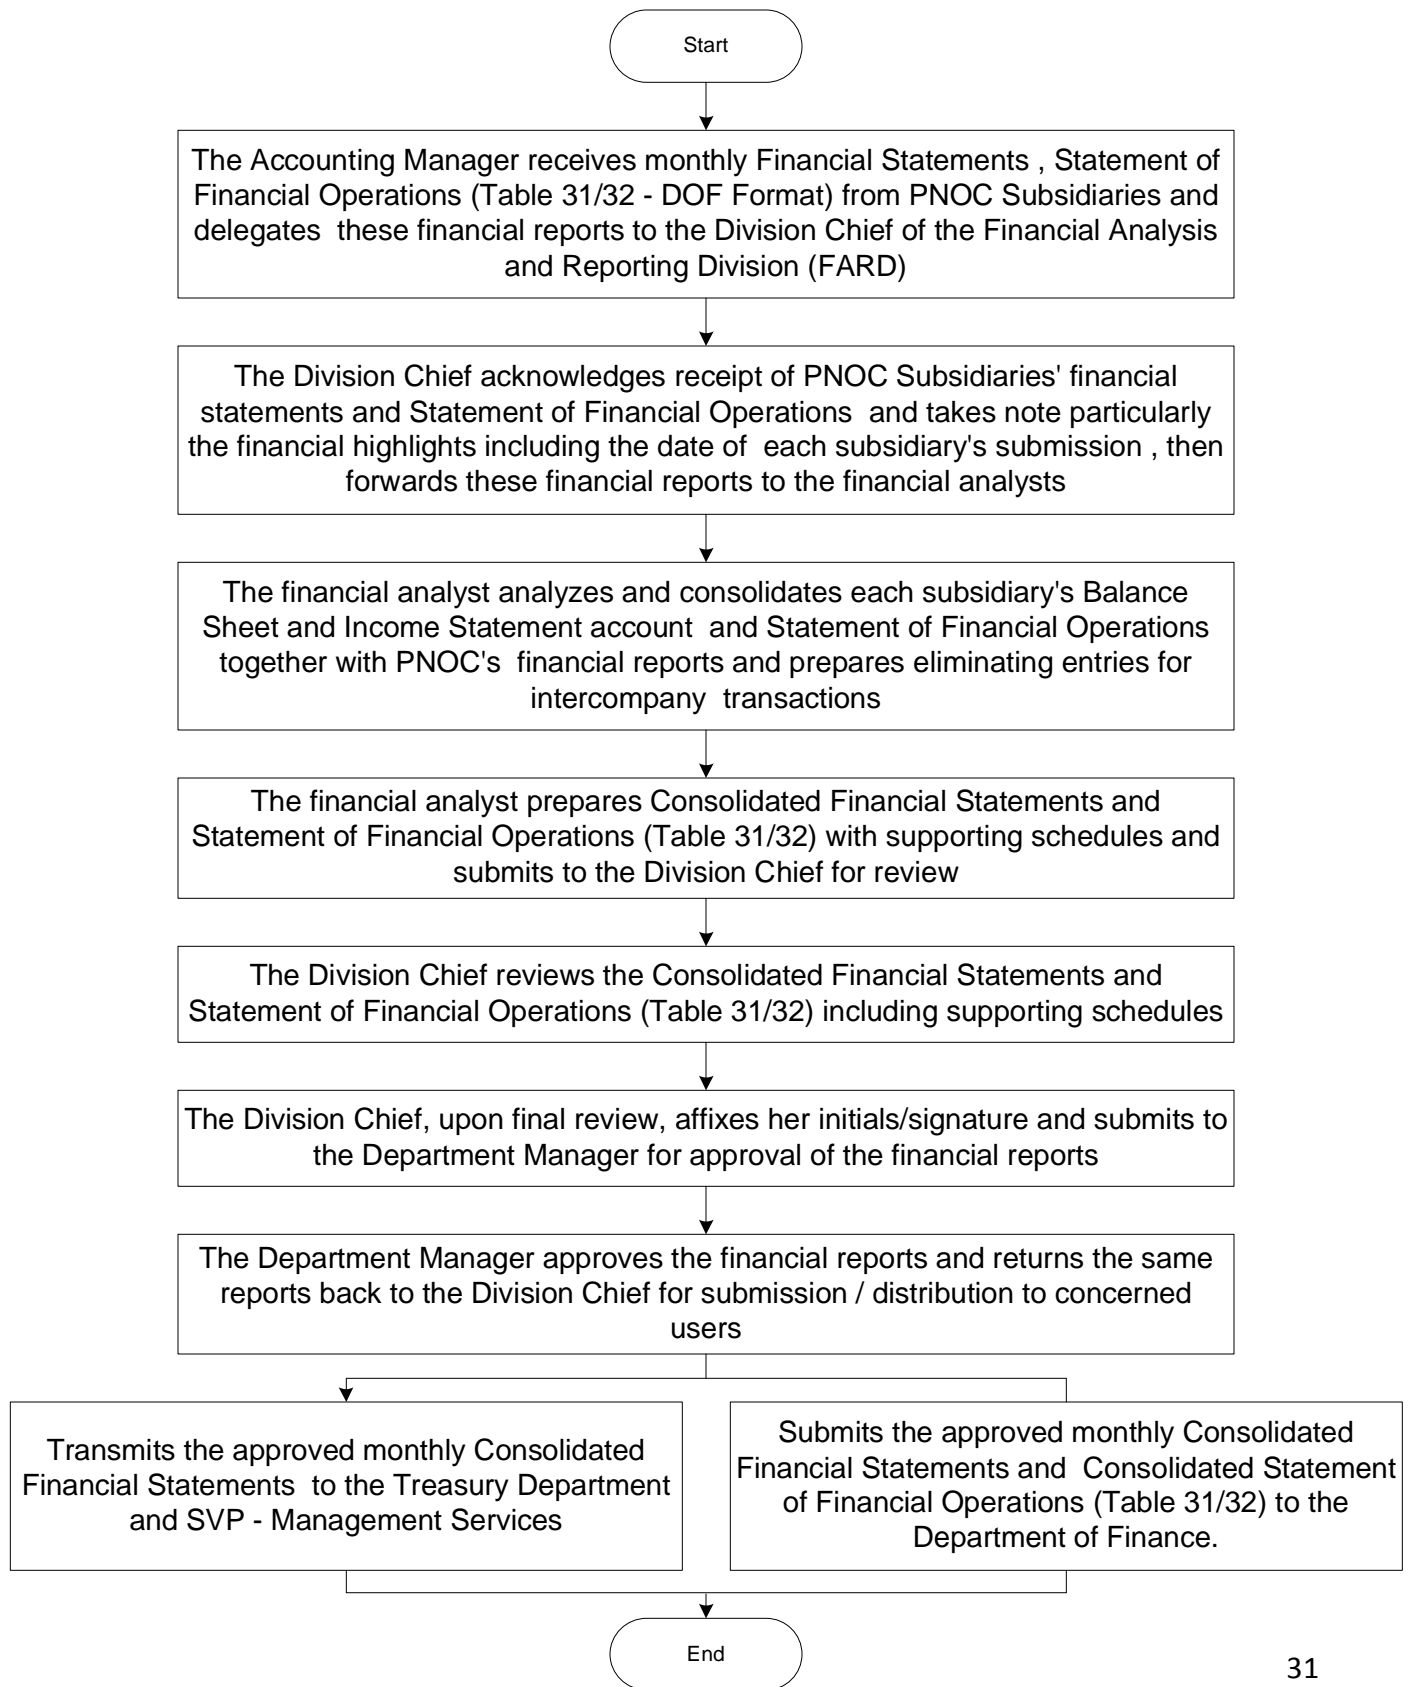 Start
The Accounting Manager receives monthly Financial Statements , Statement of
Financial Operations (Table 31/32 - DOF Format) from PNOC Subsidiaries and
delegates these financial reports to the Division Chief of the Financial Analysis
and Reporting Division (FARD)
The Division Chief acknowledges receipt of PNOC Subsidiaries' financial
statements and Statement of Financial Operations and takes note particularly
the financial highlights including the date of each subsidiary's submission , then
forwards these financial reports to the financial analysts
The financial analyst analyzes and consolidates each subsidiary's Balance
Sheet and Income Statement account and Statement of Financial Operations
together with PNOC's financial reports and prepares eliminating entries for
intercompany transactions
The financial analyst prepares Consolidated Financial Statements and
Statement of Financial Operations (Table 31/32) with supporting schedules and
submits to the Division Chief for review
The Division Chief reviews the Consolidated Financial Statements and
Statement of Financial Operations (Table 31/32) including supporting schedules
The Division Chief, upon final review, affixes her initials/signature and submits to
the Department Manager for approval of the financial reports
The Department Manager approves the financial reports and returns the same
reports back to the Division Chief for submission / distribution to concerned
users
Transmits the approved monthly Consolidated
Financial Statements to the Treasury Department
and SVP - Management Services
Submits the approved monthly Consolidated
Financial Statements and Consolidated Statement
of Financial Operations (Table 31/32) to the
Department of Finance.
End
31